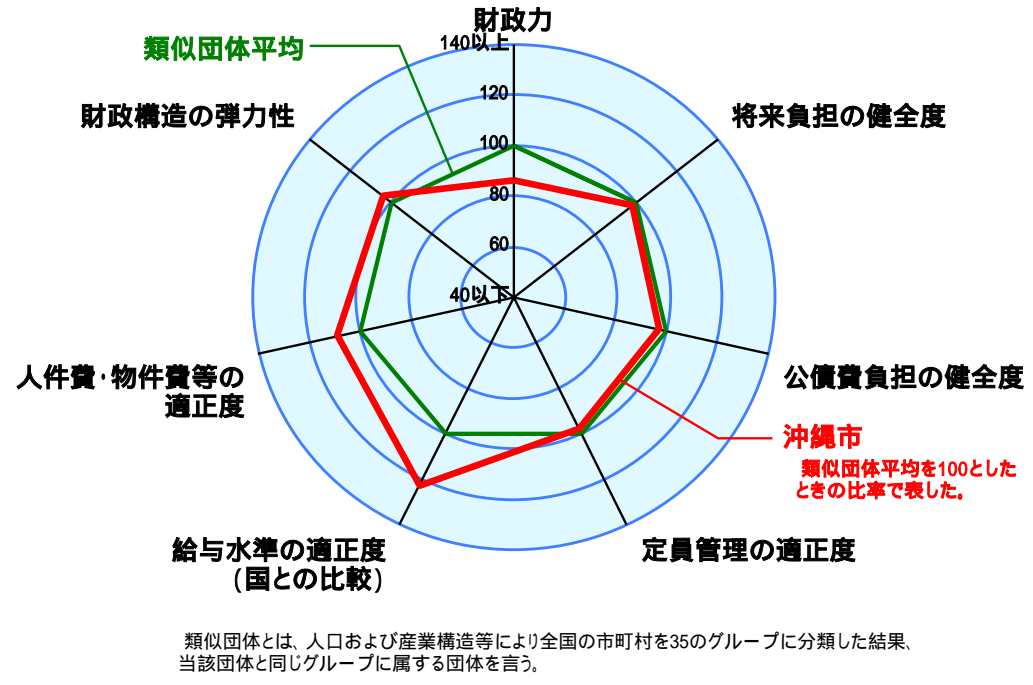 財政力
140以上
類似団体平均
120
財政構造の弾力性
将来負担の健全度
100
80
60
40以下
人件費・物件費等の
適正度
公債費負担の健全度
沖縄市
類似団体平均を100とした
ときの比率で表した。
給与水準の適正度
(国との比較)
定員管理の適正度
類似団体とは、人口および産業構造等により全国の市町村を35のグループに分類した結果、
当該団体と同じグループに属する団体を言う。